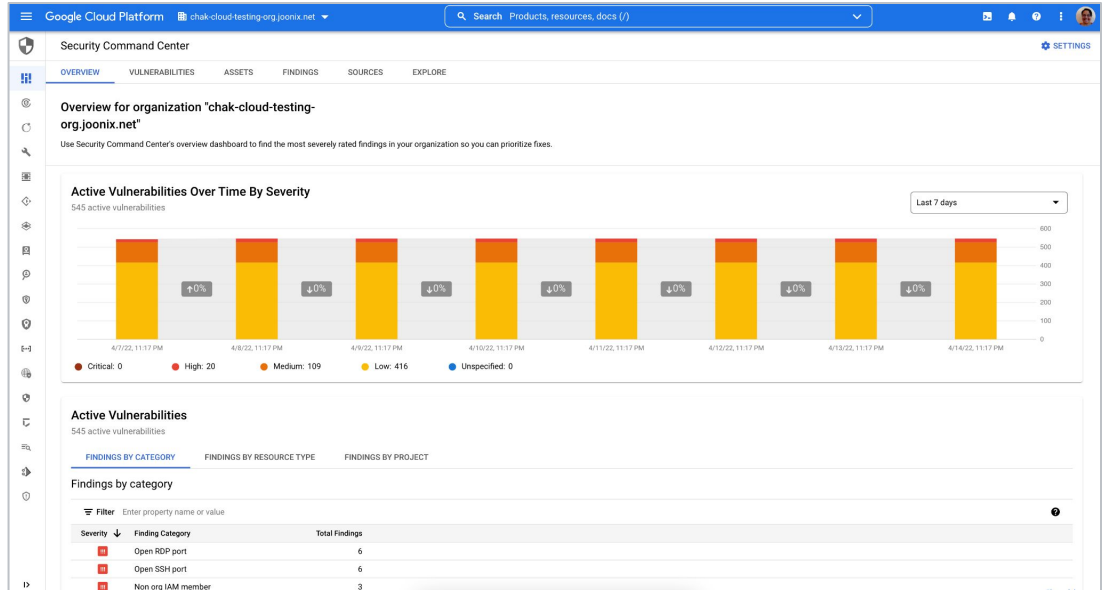 Google Cloud Platform chak-cloud-testing-org.joonix.net Search Products, resources, docs (/)
Security Command Center SETTINGS
OVERVIEW VULNERABILITIES ASSETS FINDINGS SOURCES EXPLORE
Overview for organization "chak-cloud-testing-
org.joonix.net"
Use Security Command Center's overview dashboard to find the most severely rated findings in your organization so you can prioritize fixes.
Active Vulnerabilities Over Time By Severity
545 active vulnerabilities
Last 7 days
600
500
400
300
200
100
0
↑0% ↓0% ↓0% ↓0% ↓0% ↓0% ↓0%
4/7/22, 11:17 PM 4/8/22, 11:17 PM 4/9/22, 11:17 PM 4/10/22, 11:17 PM 4/11/22, 11:17 PM 4/12/22, 11:17 PM 4/13/22, 11:17 PM 4/14/22, 11:17 PM
Critical: 0 High: 20 Medium: 109 Low: 416 Unspecified: 0
Active Vulnerabilities
545 active vulnerabilities
FINDINGS BY CATEGORY FINDINGS BY RESOURCE TYPE FINDINGS BY PROJECT
Findings by category
Filter Enter property name or value
Severity Finding Category Total Findings
Open RDP port 6
Open SSH port 6
Non org IAM member 3